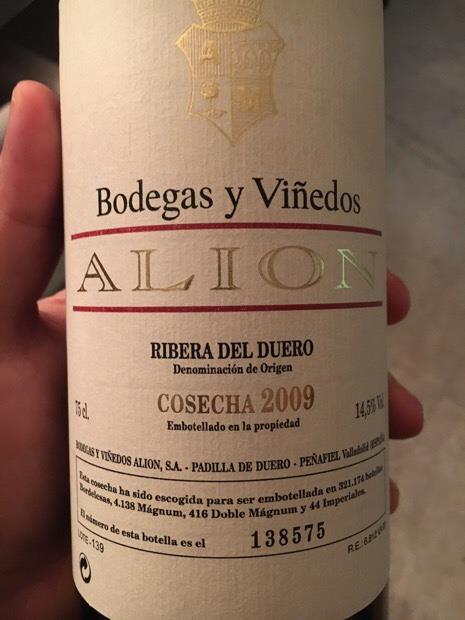 Bodegas y Viñedos
ALION
RIBERA DEL DUERO
Denominación de Origen
75 cl.
COSECHA 2009
14,5% Vol.
Embotellado en la propiedad
BODEGAS Y VIÑEDOS ALION, S.A. - PADILLA DE DUERO - PEÑAFIEL Valladolid (ESPAÑA)
Esta cosecha ha sido escogida para ser embotellada en 321.174 botellas
Bordelesas, 4.138 Mágnum, 416 Doble Mágnum y 44 Imperiales.
El número de esta botella es el 138575
LOTE-139
R.E.: